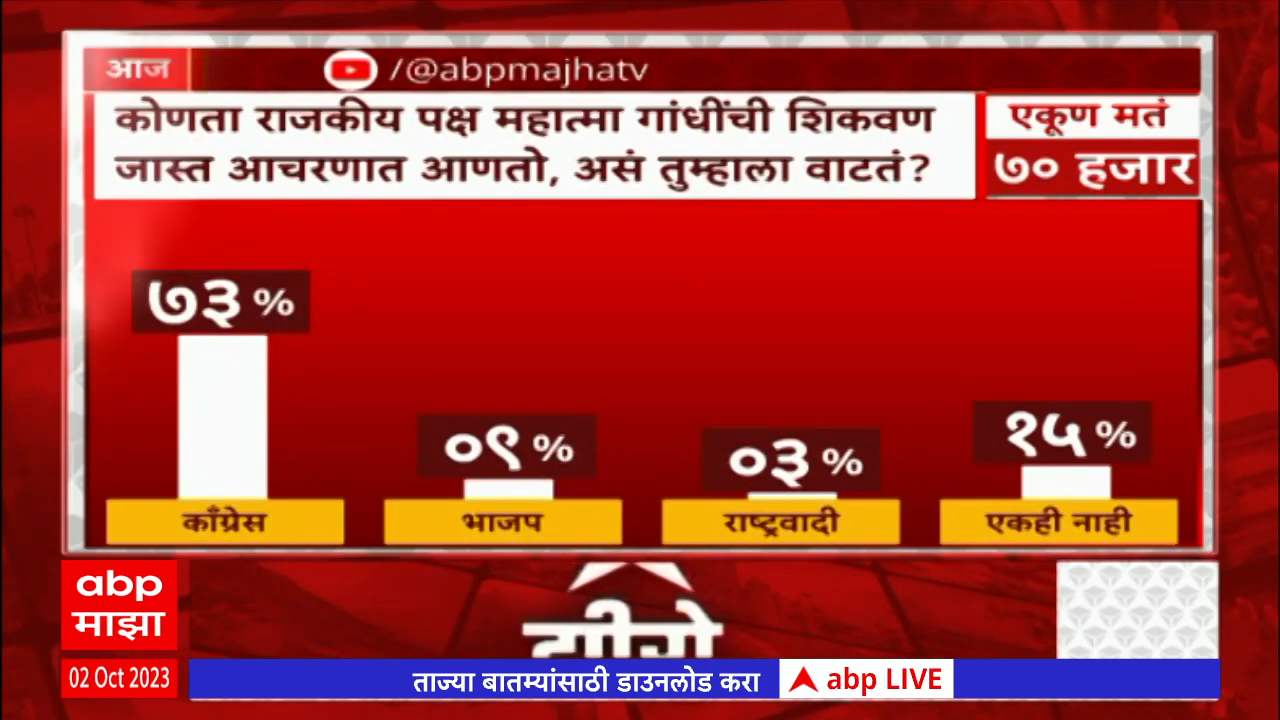 आज
/@abpmajhatv
कोणता राजकीय पक्ष महात्मा गांधींची शिकवण
जास्त आचरणात आणतो, असं तुम्हाला वाटतं?
एकूण मतं
७० हजार
७३ %
०९ %
०३ %
१५ %
काँग्रेस
भाजप
राष्ट्रवादी
एकही नाही
abp
माझा
02 Oct 2023
ताज्या बातम्यांसाठी डाउनलोड करा
abp LIVE